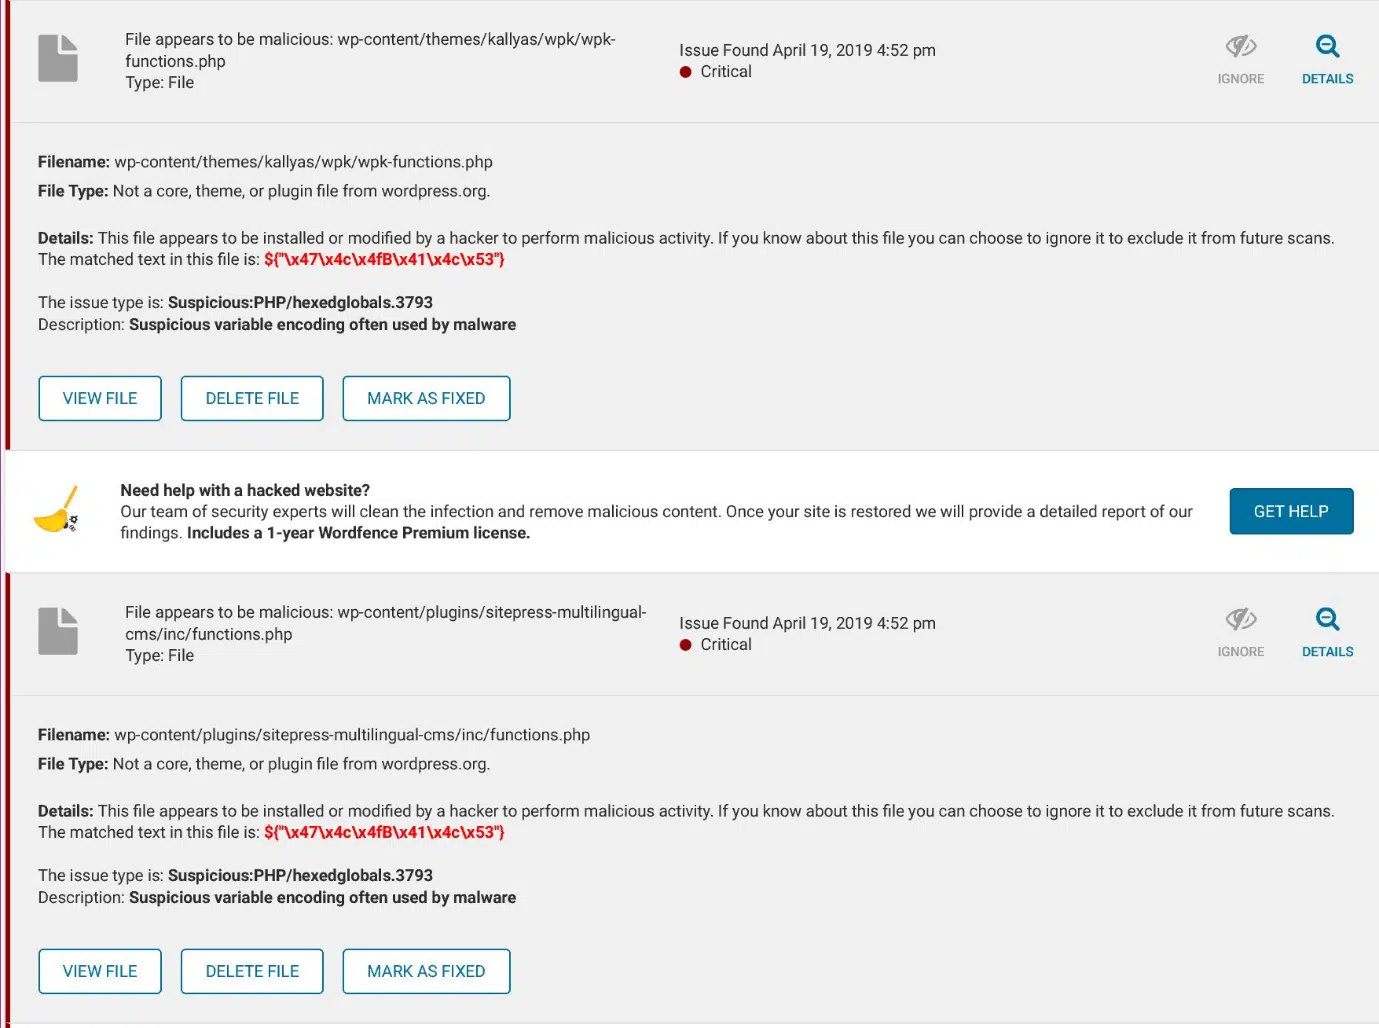 File appears to be malicious: wp-content/themes/kallyas/wpk/wpk-
functions.php
Type: File
Issue Found April 19, 2019 4:52 pm
Critical
IGNORE
DETAILS
Filename: wp-content/themes/kallyas/wpk/wpk-functions.php
File Type: Not a core, theme, or plugin file from wordpress.org.
Details: This file appears to be installed or modified by a hacker to perform malicious activity. If you know about this file you can choose to ignore it to exclude it from future scans.
The matched text in this file is: ${"\x47\x4c\x4fB\x41\x4c\x53"}
The issue type is: Suspicious:PHP/hexedglobals.3793
Description: Suspicious variable encoding often used by malware
VIEW FILE
DELETE FILE
MARK AS FIXED
Need help with a hacked website?
Our team of security experts will clean the infection and remove malicious content. Once your site is restored we will provide a detailed report of our
findings. Includes a 1-year Wordfence Premium license.
GET HELP
File appears to be malicious: wp-content/plugins/sitepress-multilingual-
cms/inc/functions.php
Type: File
Issue Found April 19, 2019 4:52 pm
Critical
IGNORE
DETAILS
Filename: wp-content/plugins/sitepress-multilingual-cms/inc/functions.php
File Type: Not a core, theme, or plugin file from wordpress.org.
Details: This file appears to be installed or modified by a hacker to perform malicious activity. If you know about this file you can choose to ignore it to exclude it from future scans.
The matched text in this file is: ${"\x47\x4c\x4fB\x41\x4c\x53"}
The issue type is: Suspicious:PHP/hexedglobals.3793
Description: Suspicious variable encoding often used by malware
VIEW FILE
DELETE FILE
MARK AS FIXED